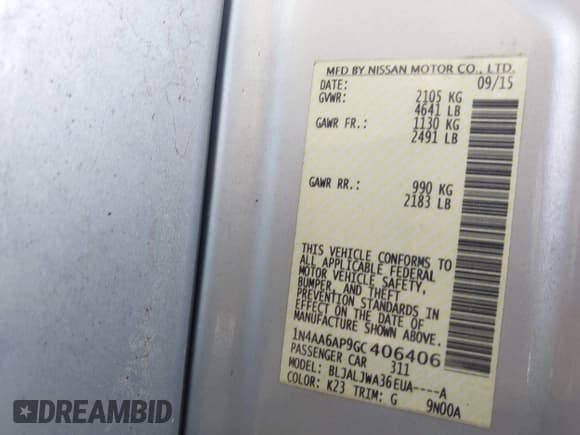 MFD BY NISSAN MOTOR CO., LTD.
DATE: 09/15
GVWR: 2105 KG
4641 LB
GAWR FR.: 1130 KG
2491 LB
GAWR RR.: 990 KG
2183 LB
THIS VEHICLE CONFORMS TO
ALL APPLICABLE FEDERAL
MOTOR VEHICLE SAFETY,
BUMPER, AND THEFT
PREVENTION STANDARDS IN
EFFECT ON THE DATE OF
MANUFACTURE SHOWN ABOVE.
1N4AA6AP9GC406406
PASSENGER CAR 311
MODEL: BLJALJWA36EUA----A
COLOR: K23 TRIM: G 9N00A
DREAMBID